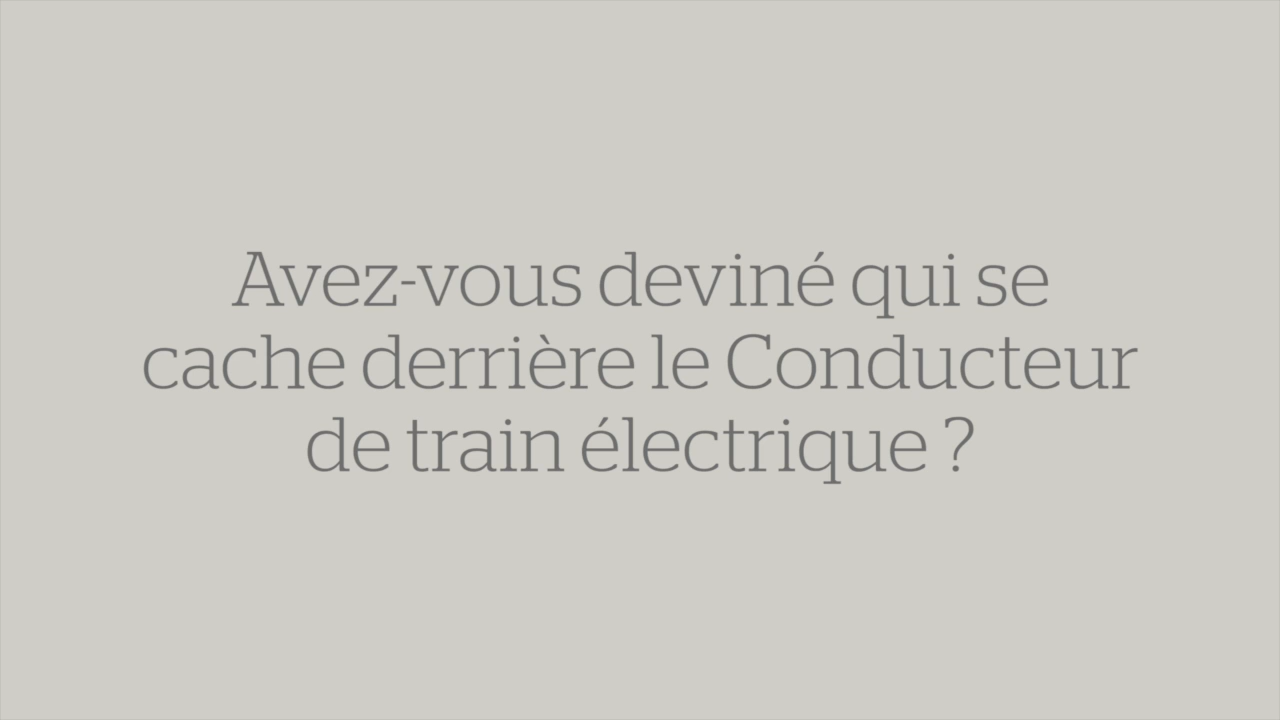 Avez-vous deviné qui se
cache derrière le Conducteur
de train électrique ?